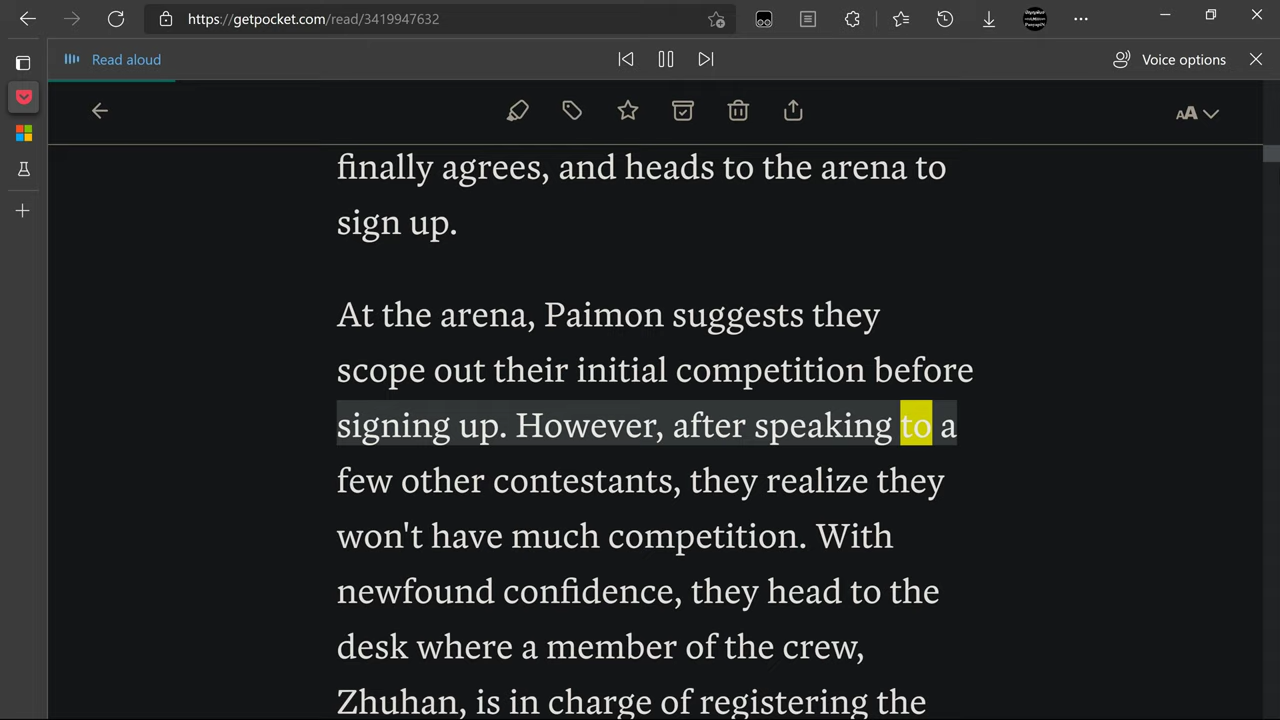 https://getpocket.com/read/3419947632
Read aloud
Voice options
AA
finally agrees, and heads to the arena to
sign up.
At the arena, Paimon suggests they
scope out their initial competition before
signing up. However, after speaking to a
few other contestants, they realize they
won't have much competition. With
newfound confidence, they head to the
desk where a member of the crew,
Zhuhan, is in charge of registering the